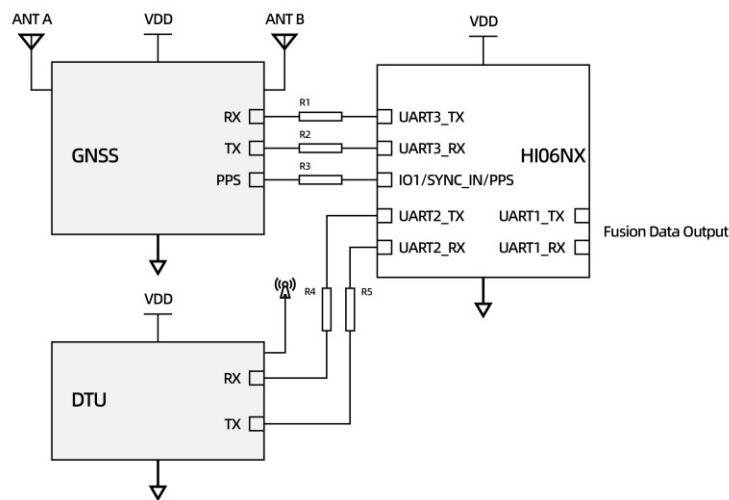 ANT A
VDD
ANT B
VDD
RX
R1
UART3_TX
GNSS
TX
R2
UART3_RX
HI06NX
PPS
R3
IO1/SYNC_IN/PPS
UART2_TX
UART1_TX
Fusion Data Output
UART2_RX
UART1_RX
VDD
R4
R5
RX
DTU
TX